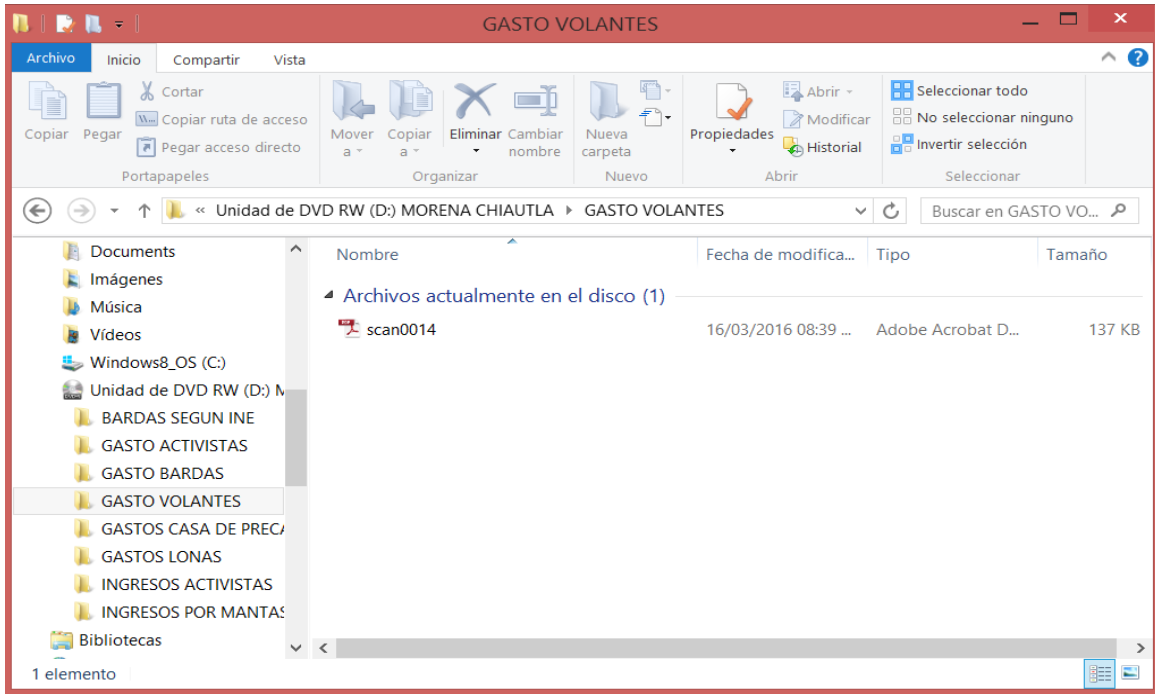 GASTO VOLANTES
Archivo Inicio Compartir Vista
Copiar
Pegar
Cortar
Copiar ruta de acceso
Pegar acceso directo
Portapapeles
Mover a
Copiar a
Eliminar
Cambiar nombre
Organizar
Nueva carpeta
Nuevo
Propiedades
Abrir
Modificar
Historial
Abrir
Seleccionar todo
No seleccionar ninguno
Invertir selección
Seleccionar
« Unidad de DVD RW (D:) MORENA CHIAUTLA GASTO VOLANTES
Buscar en GASTO VO...
Documents
Imágenes
Música
Vídeos
Windows8_OS (C:)
Unidad de DVD RW (D:) M
BARDAS SEGUN INE
GASTO ACTIVISTAS
GASTO BARDAS
GASTO VOLANTES
GASTOS CASA DE PRECA
GASTOS LONAS
INGRESOS ACTIVISTAS
INGRESOS POR MANTAS
Bibliotecas
Nombre Fecha de modifica... Tipo Tamaño
Archivos actualmente en el disco (1)
scan0014 16/03/2016 08:39 ... Adobe Acrobat D... 137 KB
1 elemento